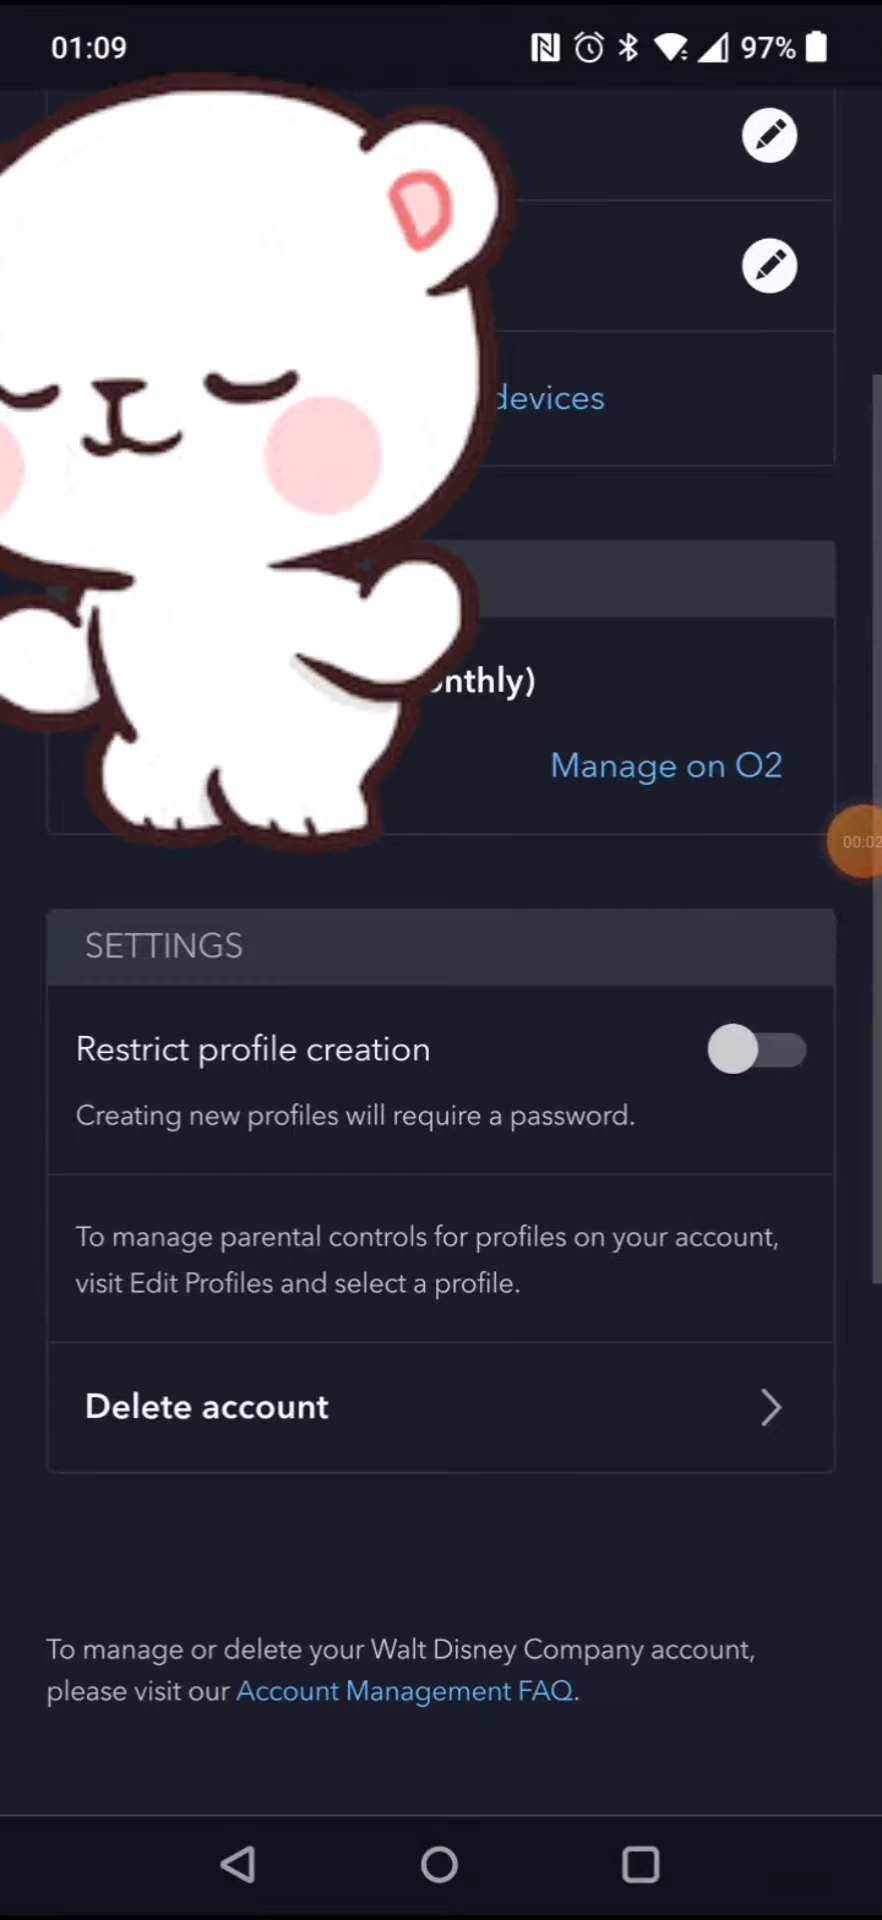 01:09
97%
devices
Manage on O2
00:02
SETTINGS
Restrict profile creation
Creating new profiles will require a password.
To manage parental controls for profiles on your account,
visit Edit Profiles and select a profile.
Delete account
To manage or delete your Walt Disney Company account,
please visit our Account Management FAQ.